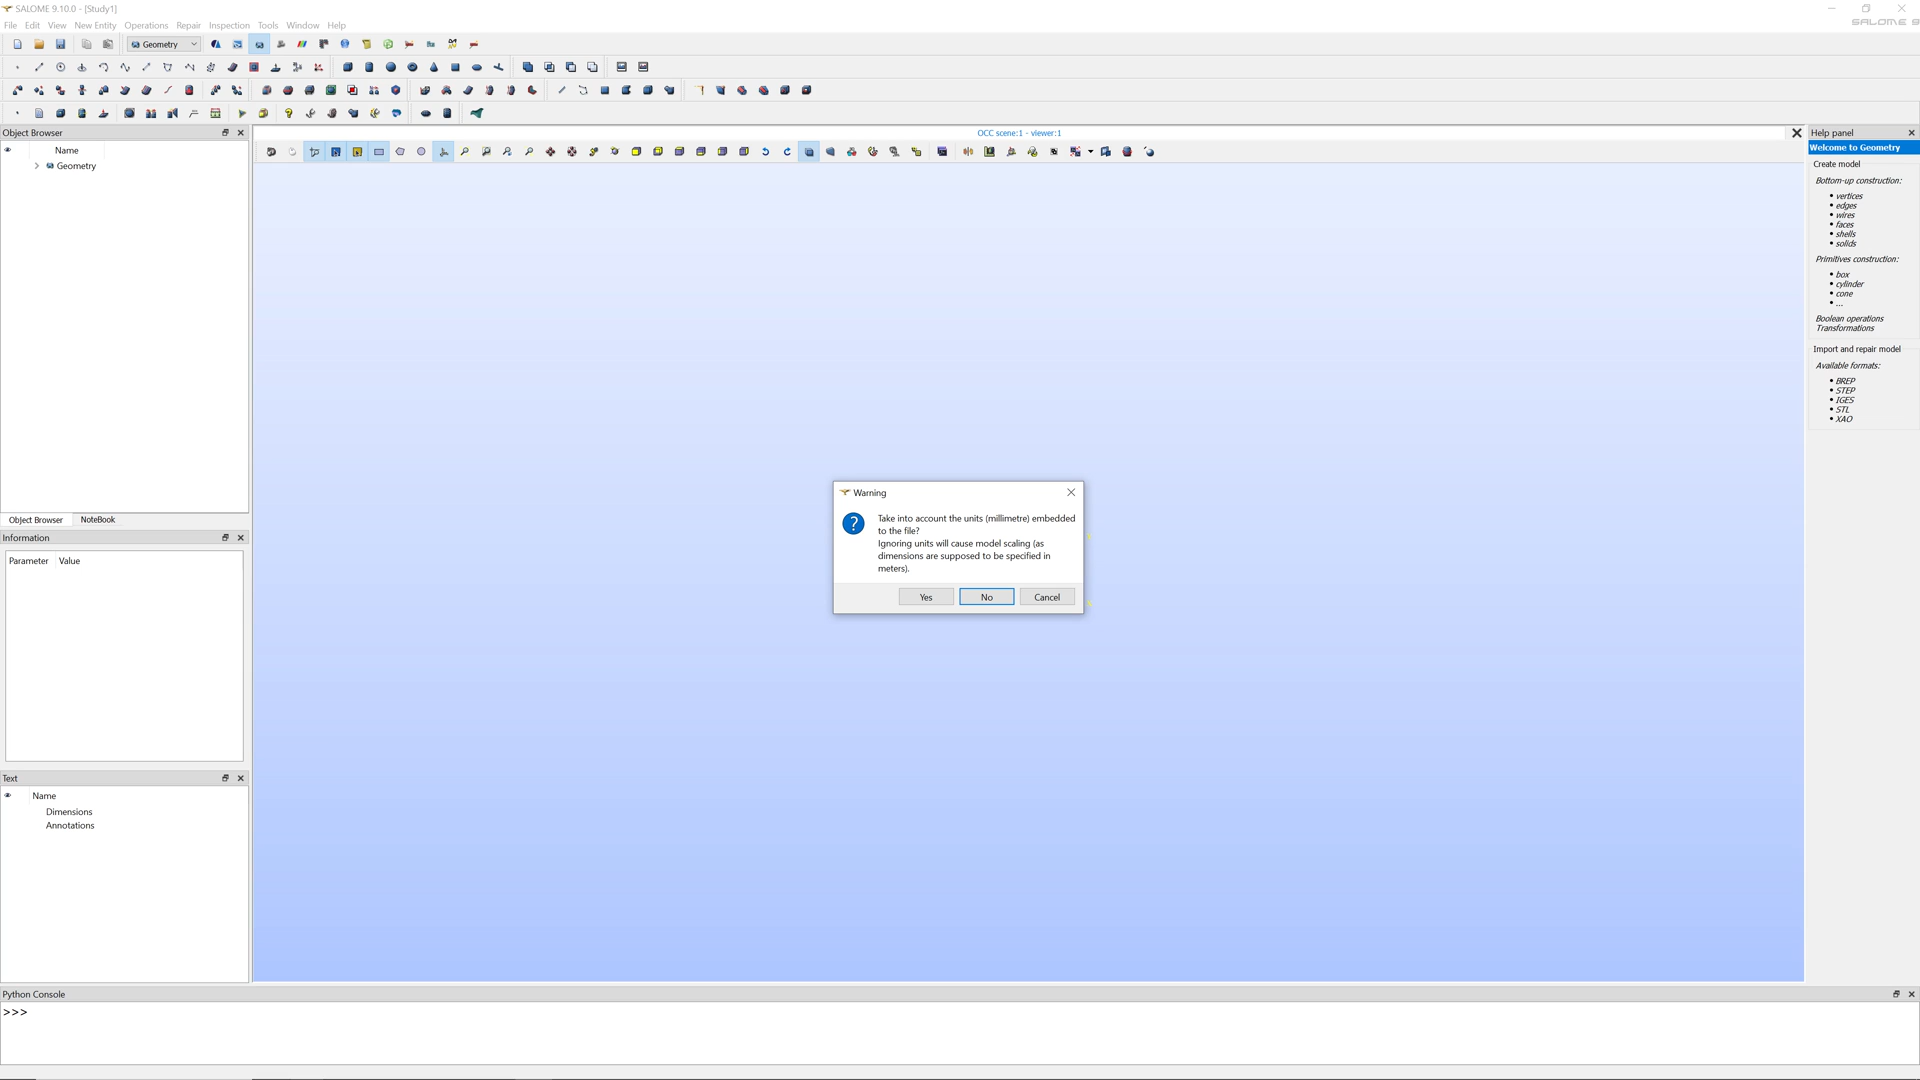 SALOME 9.10.0 - [Study1]
SALOME 9
File Edit View New Entity Operations Repair Inspection Tools Window Help
Geometry
Object Browser
OCC scene:1 - viewer:1
Help panel
Name
Geometry
Welcome to Geometry
Create model
Bottom-up construction:
vertices
edges
wires
faces
shells
solids
Primitives construction:
box
cylinder
cone
...
Boolean operations
Transformations
Import and repair model
Available formats:
BREP
STEP
IGES
STL
XAO
Warning
Take into account the units (millimetre) embedded
to the file?
Ignoring units will cause model scaling (as
dimensions are supposed to be specified in
meters).
Yes No Cancel
Object Browser NoteBook
Information
Parameter Value
Text
Name
Dimensions
Annotations
Python Console
>>>